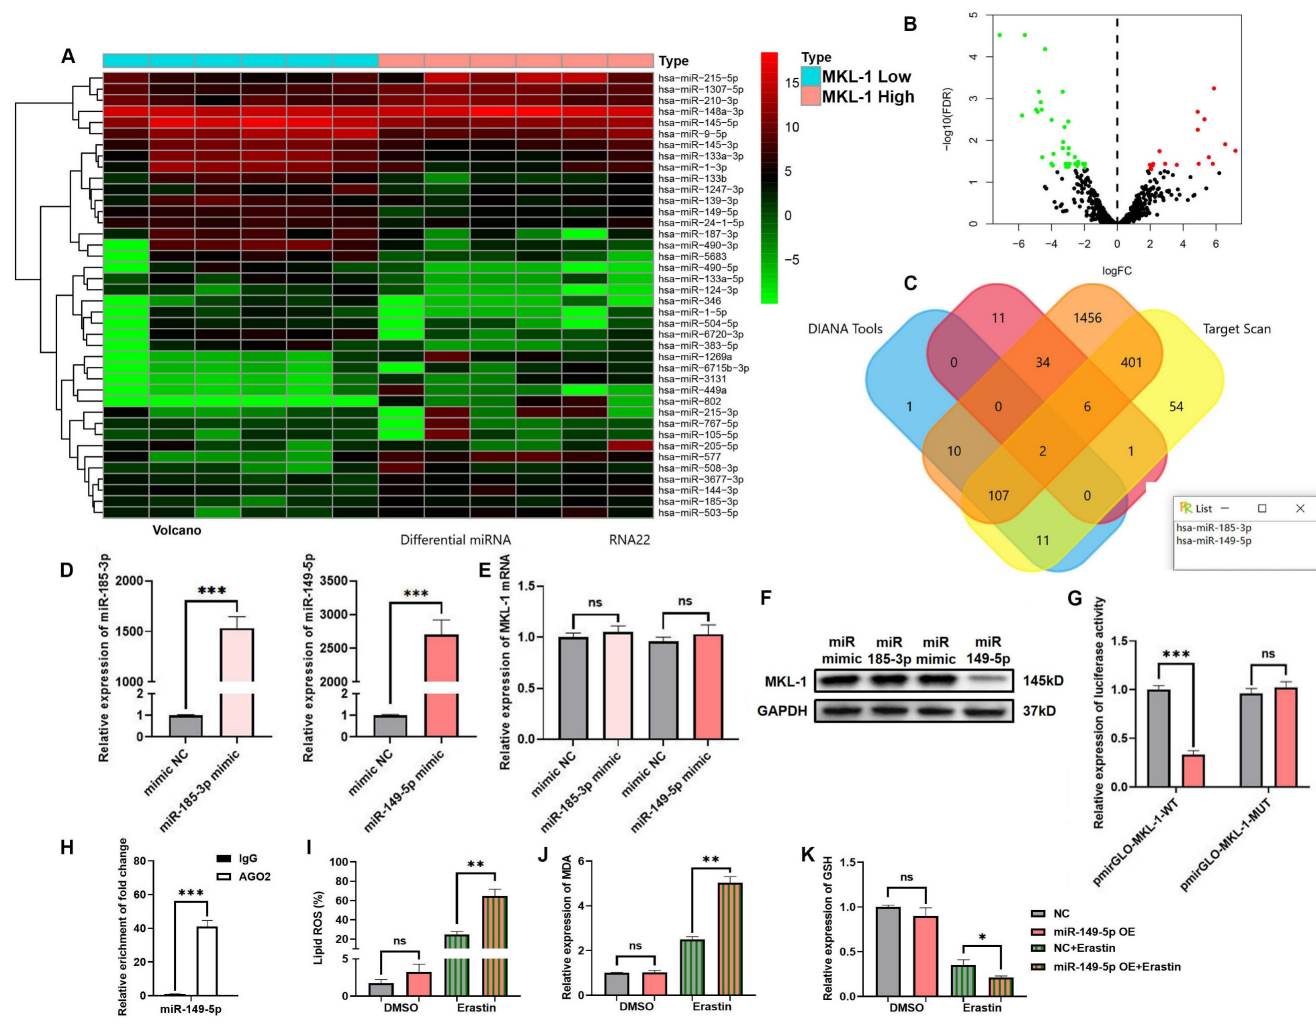 A
Type
hsa-miR-215-5p
hsa-miR-1307-5p
hsa-miR-210-3p
hsa-miR-148a-3p
hsa-miR-145-5p
hsa-miR-9-5p
hsa-miR-145-3p
hsa-miR-133a-3p
hsa-miR-1-3p
hsa-miR-133b
hsa-miR-1247-3p
hsa-miR-139-3p
hsa-miR-149-5p
hsa-miR-24-1-5p
hsa-miR-187-3p
hsa-miR-490-3p
hsa-miR-5683
hsa-miR-490-5p
hsa-miR-133a-5p
hsa-miR-124-3p
hsa-miR-346
hsa-miR-1-5p
hsa-miR-504-5p
hsa-miR-6720-3p
hsa-miR-383-5p
hsa-miR-1269a
hsa-miR-6715b-3p
hsa-miR-3131
hsa-miR-449a
hsa-miR-802
hsa-miR-215-3p
hsa-miR-767-5p
hsa-miR-105-5p
hsa-miR-205-5p
hsa-miR-577
hsa-miR-508-3p
hsa-miR-3677-3p
hsa-miR-144-3p
hsa-miR-185-3p
hsa-miR-503-5p
15
10
5
0
−5
Type
MKL-1 Low
MKL-1 High
Volcano
B
−log10(FDR)
5
4
3
2
1
0
−6 −4 −2 0 2 4 6
logFC
C
DIANA Tools
Target Scan
Differential miRNA
RNA22
11 1456
0 34 401
1 0 6 54
10 2 1
107 0
11
List
hsa-miR-185-3p
hsa-miR-149-5p
D
Relative expression of miR-185-3p
2000
1500
1000
2
1
0
***
mimic NC
miR-185-3p mimic
Relative expression of miR-149-5p
3500
3000
2500
2000
1500
2
1
0
***
mimic NC
miR-149-5p mimic
E
Relative expression of MKL-1 mRNA
1.5
1.0
0.5
0.0
ns
ns
mimic NC
miR-185-3p mimic
mimic NC
miR-149-5p mimic
F
miR miR miR miR
mimic 185-3p mimic 149-5p
MKL-1 145kD
GAPDH 37kD
G
Relative expression of luciferase activity
1.5
1.0
0.5
0.0
***
ns
pmirGLO-MKL-1-WT
pmirGLO-MKL-1-MUT
H
Relative enrichment of fold change
80
60
40
20
0
***
IgG
AGO2
miR-149-5p
I
Lipid ROS (%)
100
80
60
40
20
5
0
ns
**
DMSO
Erastin
J
Relative expression of MDA
6
4
2
0
ns
**
DMSO
Erastin
K
Relative expression of GSH
1.5
1.0
0.5
0.0
ns
*
DMSO
Erastin
NC
miR-149-5p OE
NC+Erastin
miR-149-5p OE+Erastin